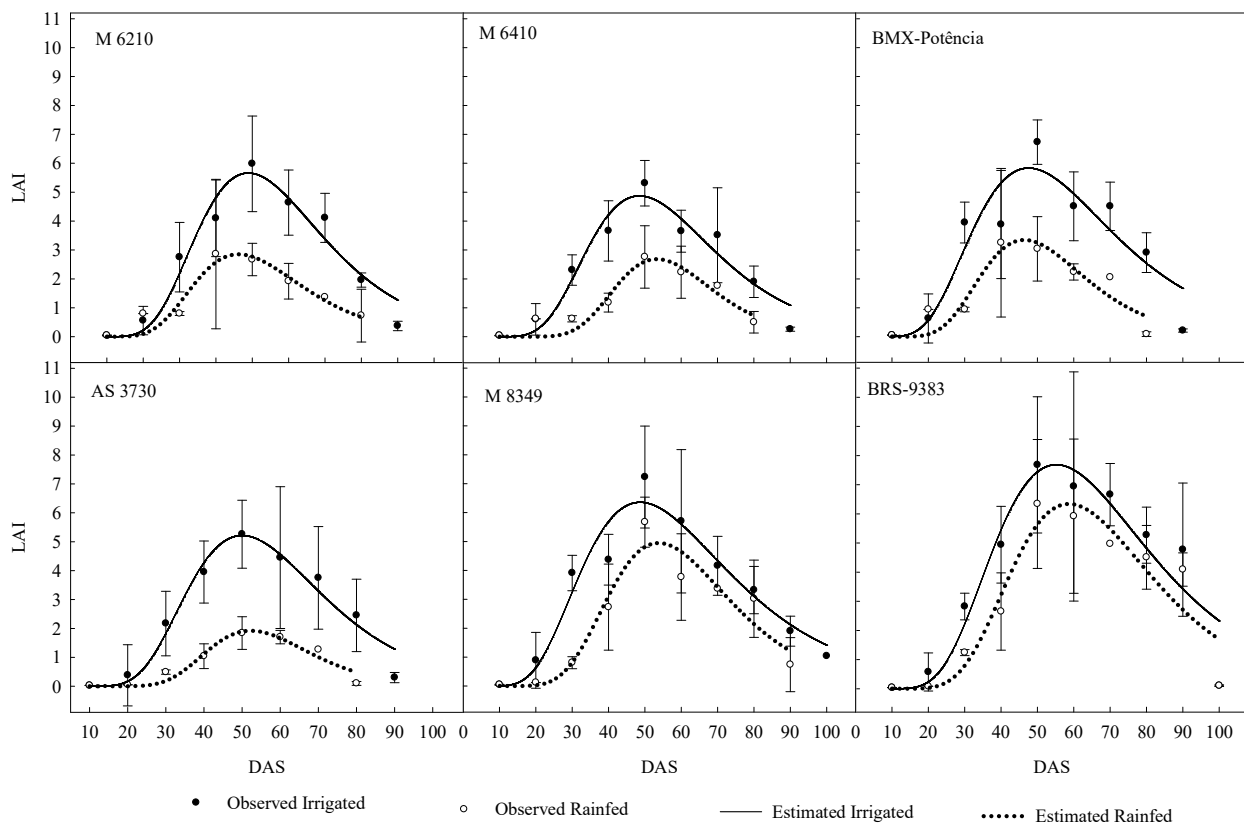 M 6210
M 6410
BMX-Potência
11
10
9
8
7
6
5
4
3
2
1
0
LAI
AS 3730
M 8349
BRS-9383
11
10
9
8
7
6
5
4
3
2
1
0
LAI
10 20 30 40 50 60 70 80 90 100
10 20 30 40 50 60 70 80 90 100
10 20 30 40 50 60 70 80 90 100
DAS
DAS
DAS
Observed Irrigated
Observed Rainfed
Estimated Irrigated
Estimated Rainfed